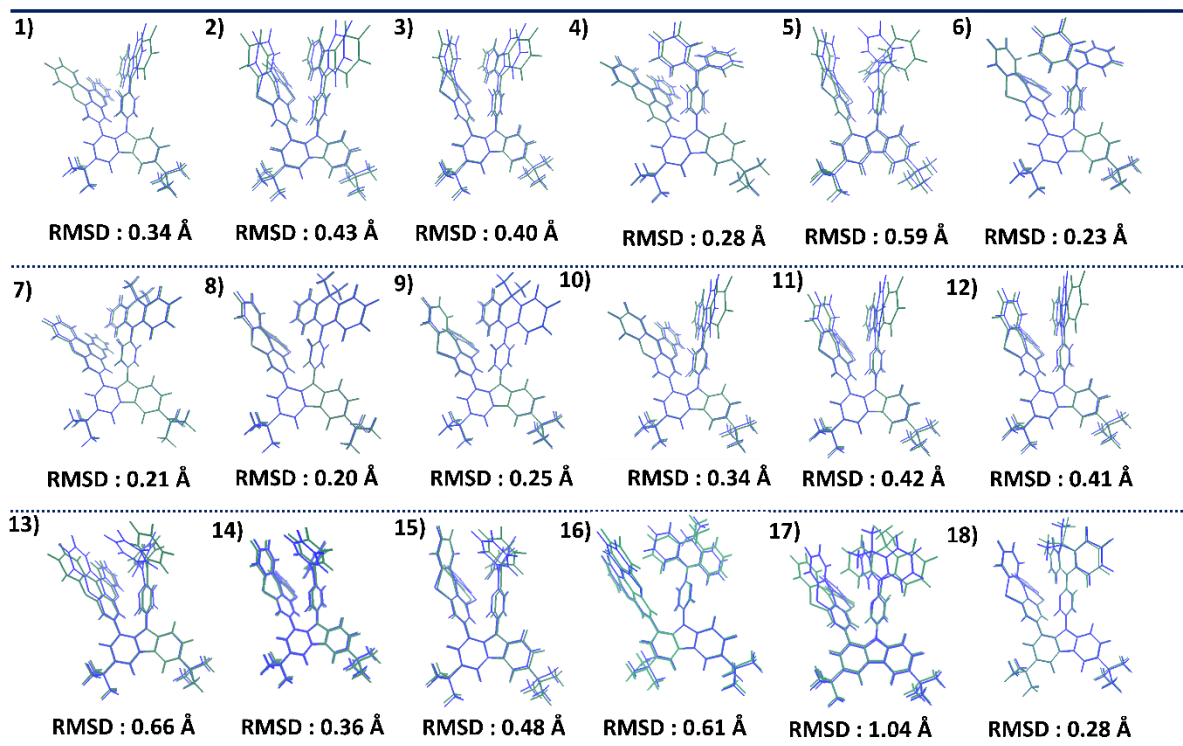 1) 2) 3) 4) 5) 6)
RMSD : 0.34 Å RMSD : 0.43 Å RMSD : 0.40 Å RMSD : 0.28 Å RMSD : 0.59 Å RMSD : 0.23 Å
7) 8) 9) 10) 11) 12)
RMSD : 0.21 Å RMSD : 0.20 Å RMSD : 0.25 Å RMSD : 0.34 Å RMSD : 0.42 Å RMSD : 0.41 Å
13) 14) 15) 16) 17) 18)
RMSD : 0.66 Å RMSD : 0.36 Å RMSD : 0.48 Å RMSD : 0.61 Å RMSD : 1.04 Å RMSD : 0.28 Å